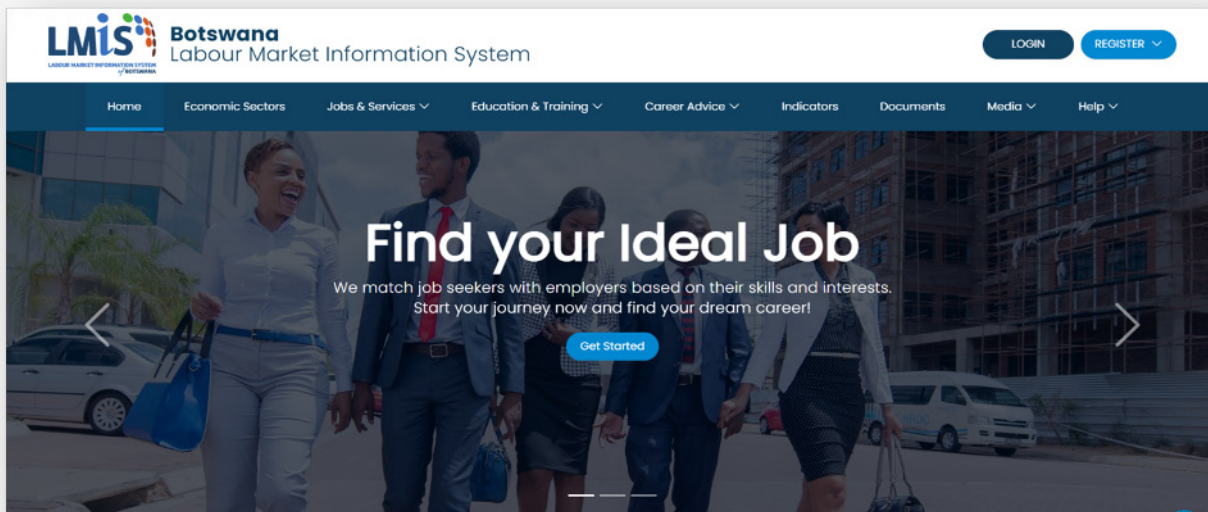 LMiS
LABOUR MARKET INFORMATION SYSTEM
of BOTSWANA
Botswana
Labour Market Information System
LOGIN
REGISTER
Home
Economic Sectors
Jobs & Services
Education & Training
Career Advice
Indicators
Documents
Media
Help
Find your Ideal Job
We match job seekers with employers based on their skills and interests.
Start your journey now and find your dream career!
Get Started